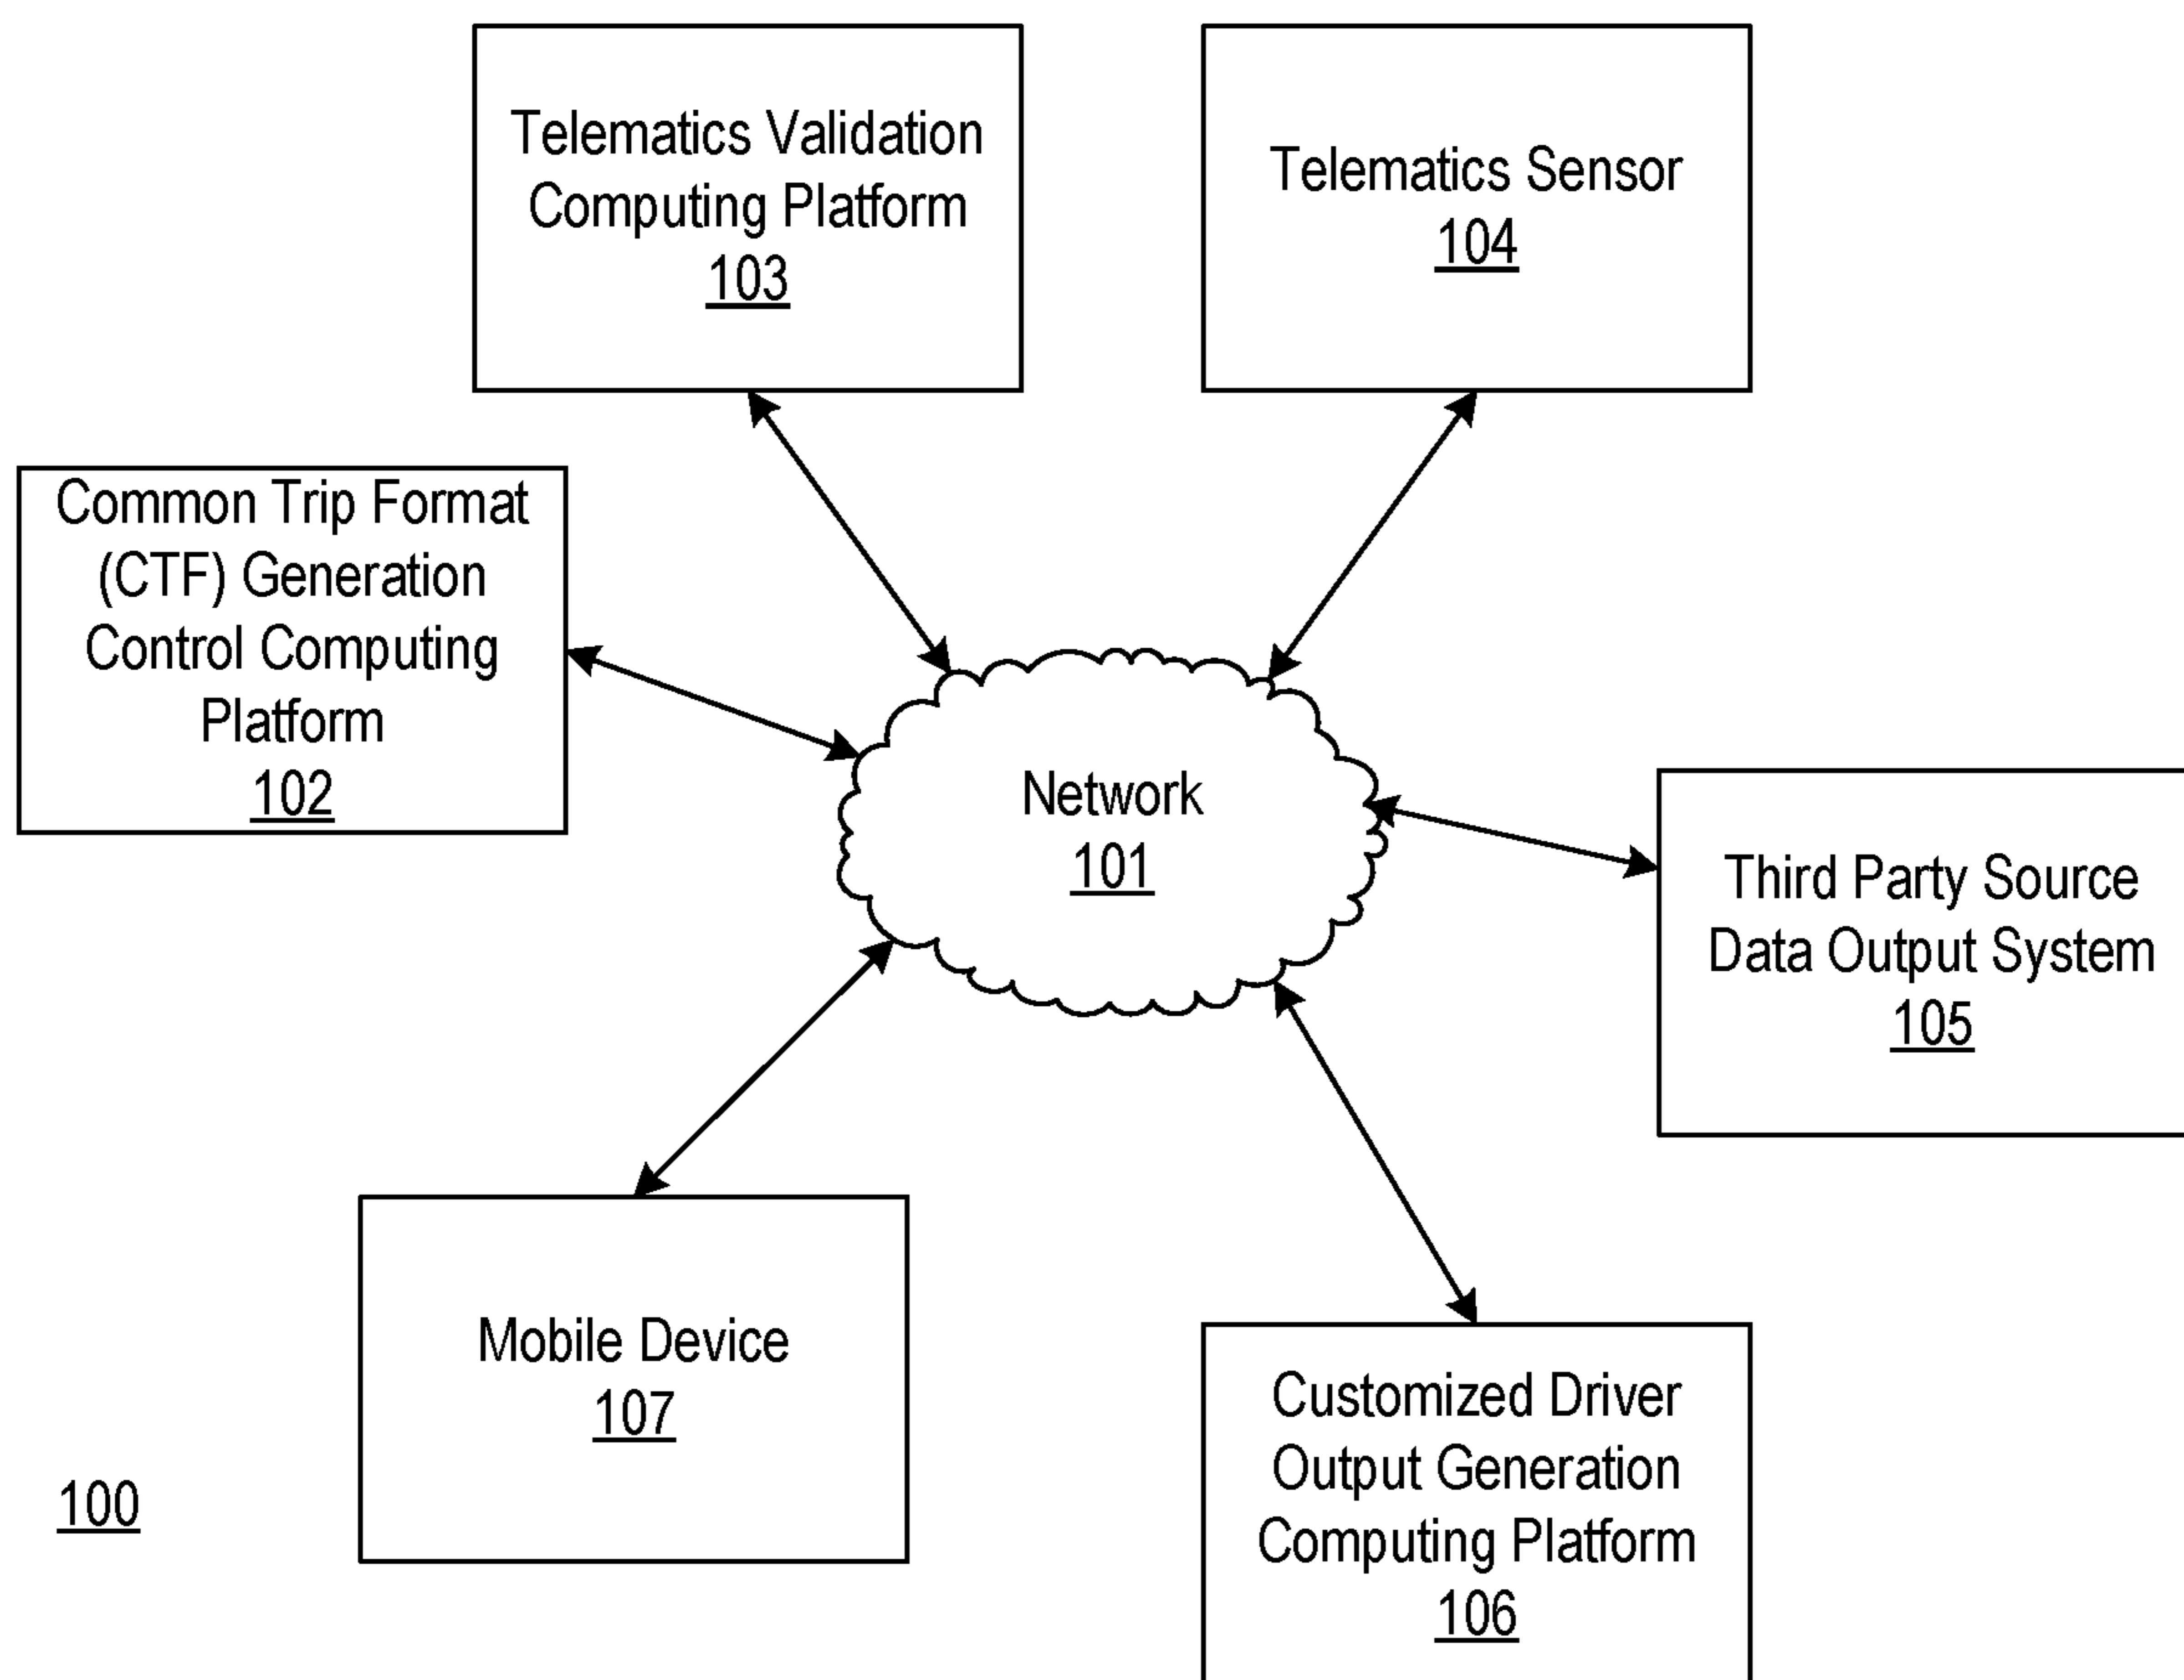 Telematics Validation
Computing Platform
103
Telematics Sensor
104
Common Trip Format
(CTF) Generation
Control Computing
Platform
102
Network
101
Third Party Source
Data Output System
105
Mobile Device
107
Customized Driver
Output Generation
Computing Platform
106
100